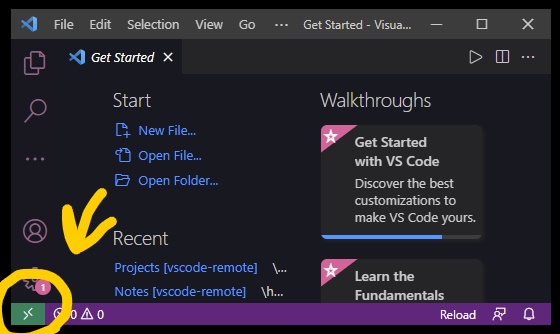 File Edit Selection View Go ··· Get Started - Visua...
Get Started
Start
New File...
Open File...
Open Folder...
Recent
Projects [vscode-remote] \...
Notes [vscode-remote] \h...
Walkthroughs
Get Started
with VS Code
Discover the best
customizations to
make VS Code yours.
Learn the
Fundamentals
1
0 0 Reload